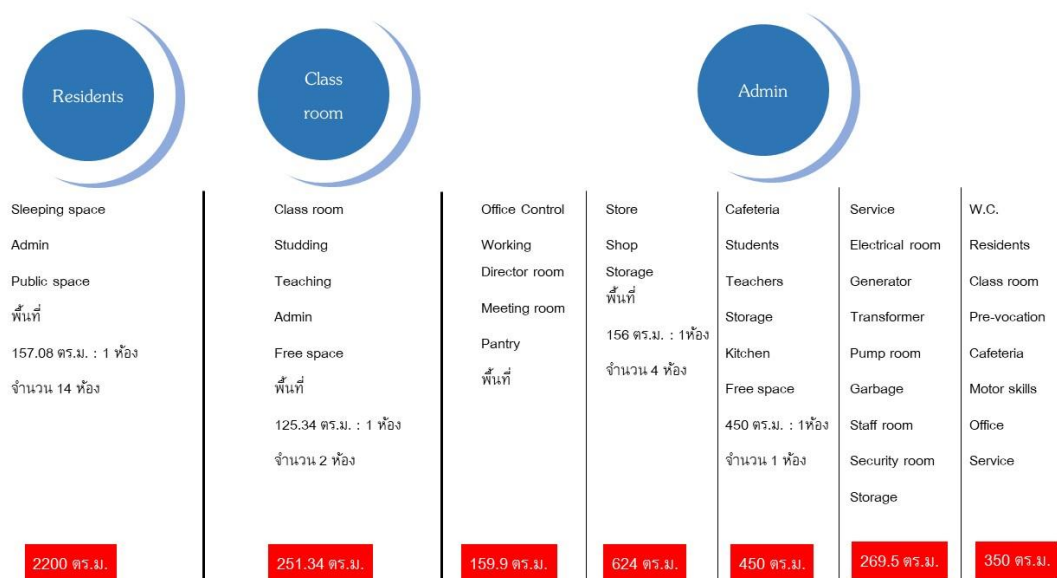 Residents
Class
room
Admin
Sleeping space
Admin
Public space
พื้นที่
157.08 ตร.ม. : 1 ห้อง
จำนวน 14 ห้อง
2200 ตร.ม.
Class room
Studding
Teaching
Admin
Free space
พื้นที่
125.34 ตร.ม. : 1 ห้อง
จำนวน 2 ห้อง
251.34 ตร.ม.
Office Control
Working
Director room
Meeting room
Pantry
พื้นที่
159.9 ตร.ม.
Store
Shop
Storage
พื้นที่
156 ตร.ม. : 1ห้อง
จำนวน 4 ห้อง
624 ตร.ม.
Cafeteria
Students
Teachers
Storage
Kitchen
Free space
450 ตร.ม. : 1ห้อง
จำนวน 1 ห้อง
450 ตร.ม.
Service
Electrical room
Generator
Transformer
Pump room
Garbage
Staff room
Security room
Storage
269.5 ตร.ม.
W.C.
Residents
Class room
Pre-vocation
Cafeteria
Motor skills
Office
Service
350 ตร.ม.